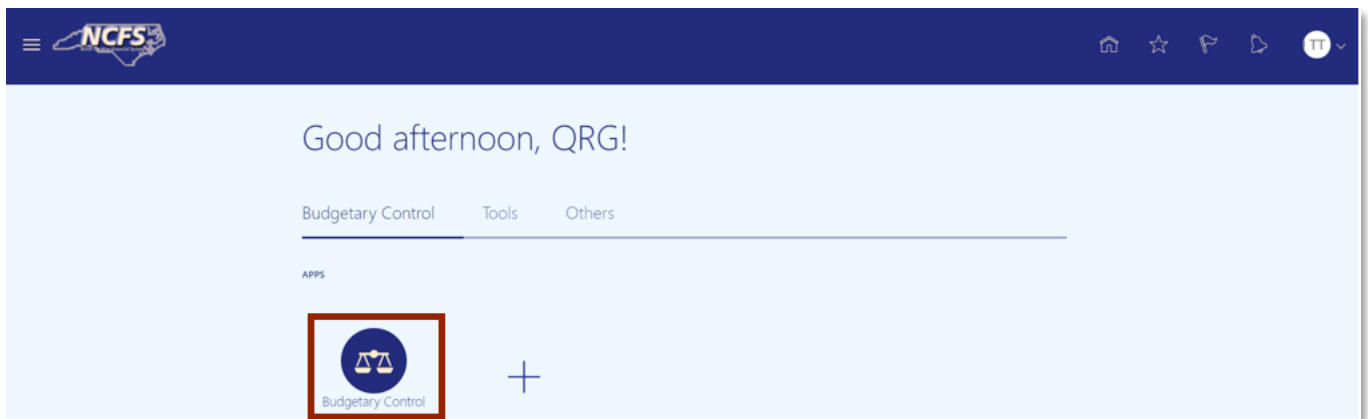 NCFS
TT
Good afternoon, QRG!
Budgetary Control Tools Others
APPS
Budgetary Control